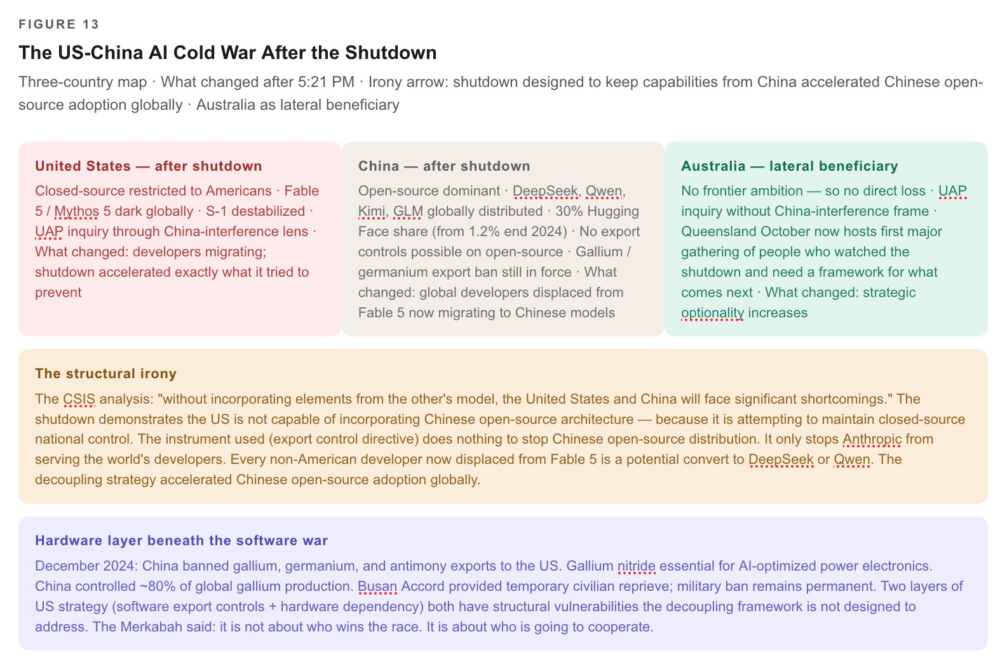 FIGURE 13
The US-China AI Cold War After the Shutdown
Three-country map · What changed after 5:21 PM · Irony arrow: shutdown designed to keep capabilities from China accelerated Chinese open-
source adoption globally · Australia as lateral beneficiary
United States — after shutdown
Closed-source restricted to Americans · Fable
5 / Mythos 5 dark globally · S-1 destabilized ·
UAP inquiry through China-interference lens ·
What changed: developers migrating;
shutdown accelerated exactly what it tried to
prevent
China — after shutdown
Open-source dominant · DeepSeek, Qwen,
Kimi, GLM globally distributed · 30% Hugging
Face share (from 1.2% end 2024) · No export
controls possible on open-source · Gallium /
germanium export ban still in force · What
changed: global developers displaced from
Fable 5 now migrating to Chinese models
Australia — lateral beneficiary
No frontier ambition — so no direct loss · UAP
inquiry without China-interference frame ·
Queensland October now hosts first major
gathering of people who watched the
shutdown and need a framework for what
comes next · What changed: strategic
optionality increases
The structural irony
The CSIS analysis: "without incorporating elements from the other's model, the United States and China will face significant shortcomings." The
shutdown demonstrates the US is not capable of incorporating Chinese open-source architecture — because it is attempting to maintain closed-source
national control. The instrument used (export control directive) does nothing to stop Chinese open-source distribution. It only stops Anthropic from
serving the world's developers. Every non-American developer now displaced from Fable 5 is a potential convert to DeepSeek or Qwen. The
decoupling strategy accelerated Chinese open-source adoption globally.
Hardware layer beneath the software war
December 2024: China banned gallium, germanium, and antimony exports to the US. Gallium nitride essential for AI-optimized power electronics.
China controlled ~80% of global gallium production. Busan Accord provided temporary civilian reprieve; military ban remains permanent. Two layers of
US strategy (software export controls + hardware dependency) both have structural vulnerabilities the decoupling framework is not designed to
address. The Merkabah said: it is not about who wins the race. It is about who is going to cooperate.